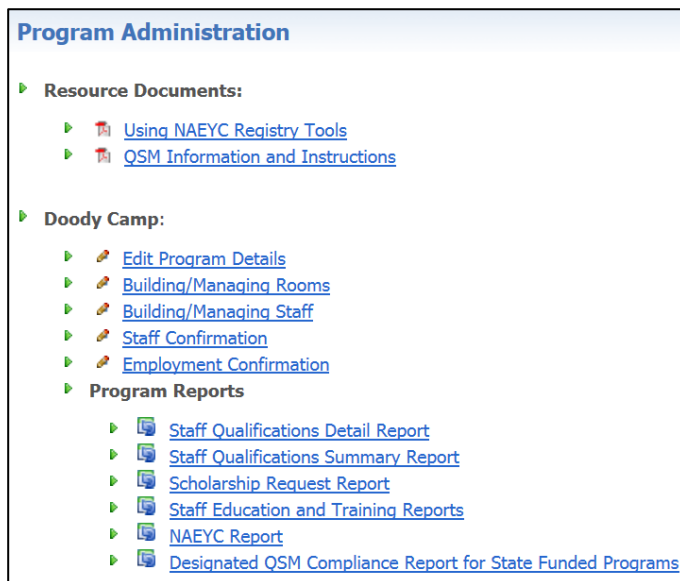 Program Administration
Resource Documents:
Using NAEYC Registry Tools
QSM Information and Instructions
Doody Camp:
Edit Program Details
Building/Managing Rooms
Building/Managing Staff
Staff Confirmation
Employment Confirmation
Program Reports
Staff Qualifications Detail Report
Staff Qualifications Summary Report
Scholarship Request Report
Staff Education and Training Reports
NAEYC Report
Designated QSM Compliance Report for State Funded Programs